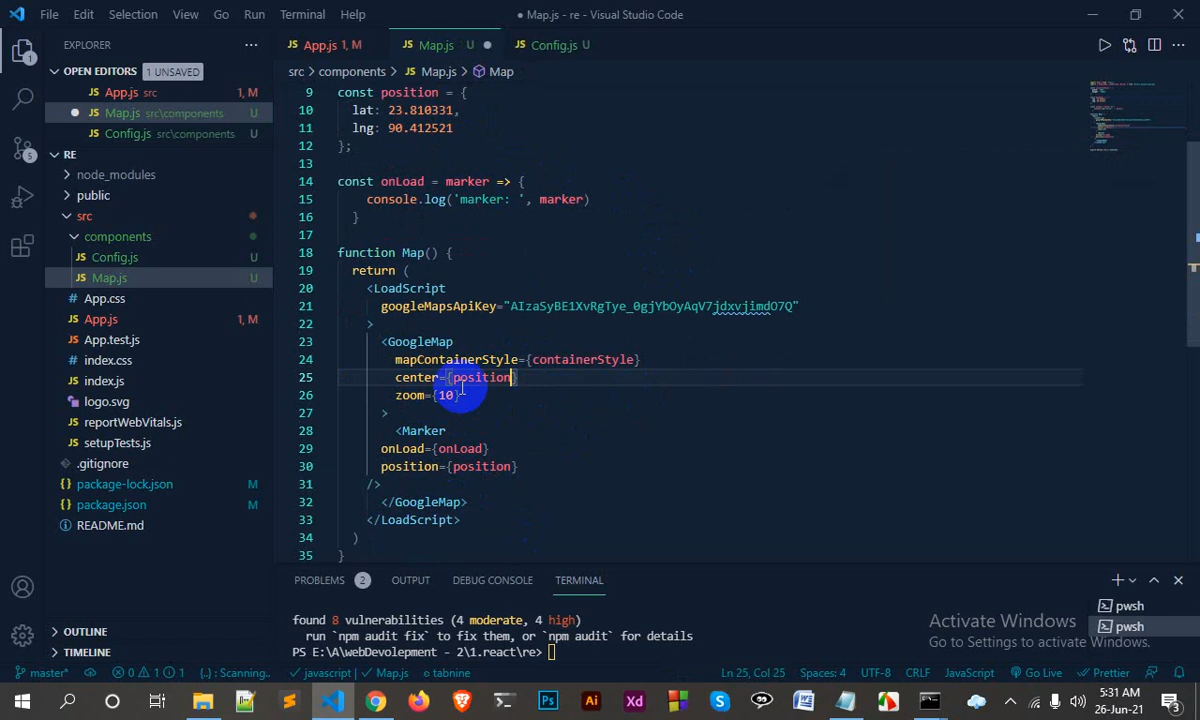 File Edit Selection View Go Run Terminal Help
● Map.js - re - Visual Studio Code
EXPLORER
OPEN EDITORS 1 UNSAVED
App.js src 1, M
Map.js src\components U
Config.js src\components U
RE
node_modules
public
src
components
Config.js U
Map.js U
App.css
App.js 1, M
App.test.js
index.css
index.js
logo.svg
reportWebVitals.js
setupTests.js
.gitignore
package-lock.json M
package.json M
README.md
OUTLINE
TIMELINE
App.js 1, M Map.js U ● Config.js U
src > components > Map.js > Map
9 const position = {
10 lat: 23.810331,
11 lng: 90.412521
12 };
13
14 const onLoad = marker => {
15 console.log('marker: ', marker)
16 }
17
18 function Map() {
19 return (
20 <LoadScript
21 googleMapsApiKey="AIzaSyBE1XvRgTye_0gjYbOyAqV7jdxvjimdO7Q"
22 >
23 <GoogleMap
24 mapContainerStyle={containerStyle}
25 center={position}
26 zoom={10}
27 >
28 <Marker
29 onLoad={onLoad}
30 position={position}
31 />
32 </GoogleMap>
33 </LoadScript>
34 )
35 }
PROBLEMS 2 OUTPUT DEBUG CONSOLE TERMINAL
found 8 vulnerabilities (4 moderate, 4 high)
run `npm audit fix` to fix them, or `npm audit` for details
PS E:\A\webDevolepment - 2\1.react\re>
pwsh
pwsh
Activate Windows
Go to Settings to activate Windows.
master* 0 1 1 {..} : Scanning.. javascript | Map.js tabnine Ln 25, Col 25 Spaces: 4 UTF-8 CRLF JavaScript Go Live Prettier
5:31 AM
26-Jun-21
3